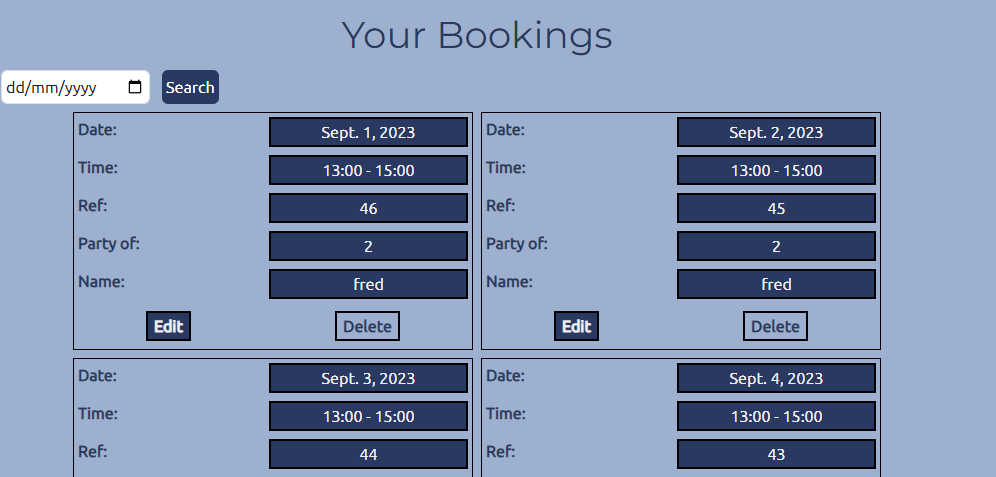 Your Bookings
dd/mm/yyyy Search
Date: Sept. 1, 2023
Time: 13:00 - 15:00
Ref: 46
Party of: 2
Name: fred
Edit Delete
Date: Sept. 2, 2023
Time: 13:00 - 15:00
Ref: 45
Party of: 2
Name: fred
Edit Delete
Date: Sept. 3, 2023
Time: 13:00 - 15:00
Ref: 44
Date: Sept. 4, 2023
Time: 13:00 - 15:00
Ref: 43